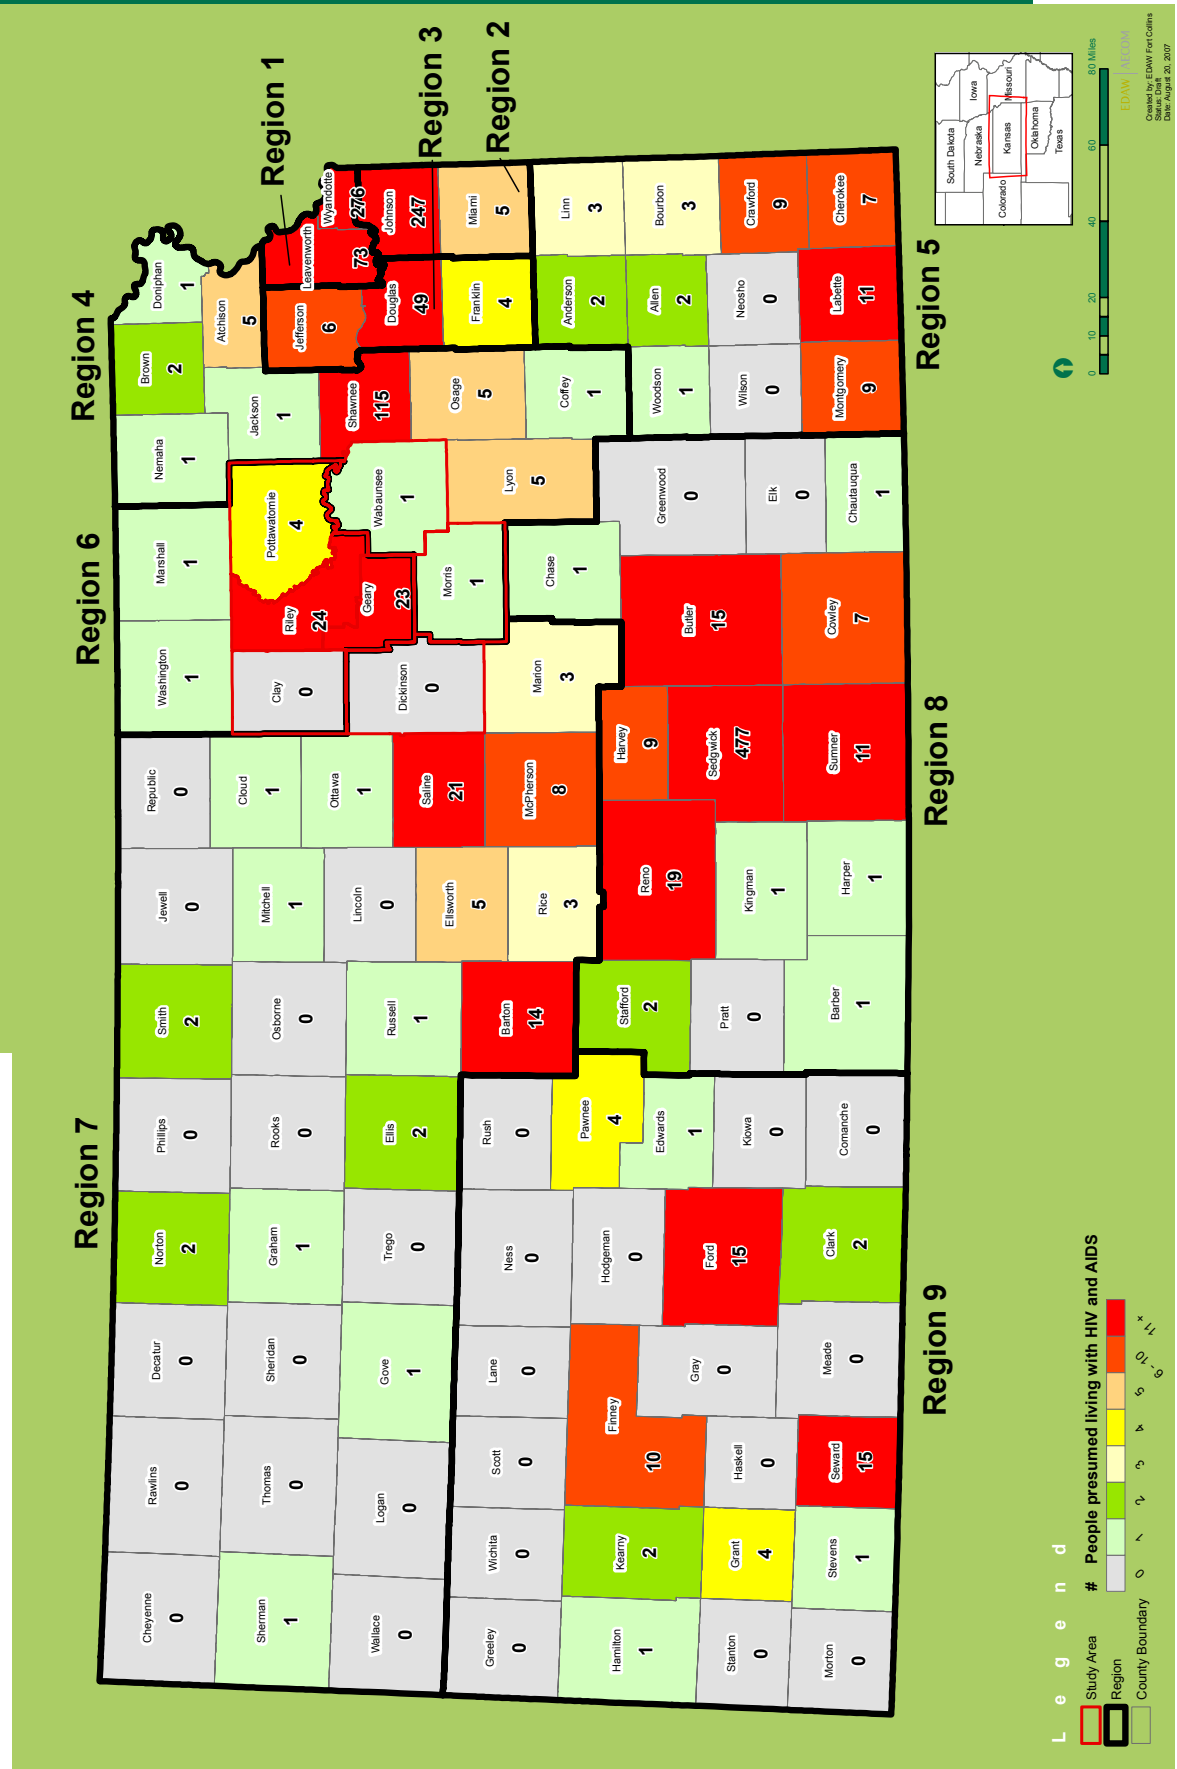 Region 1
Region 2
Region 3
Region 4
Region 5
Region 6
Region 7
Region 8
Region 9
Cheyenne
0
Rawlins
0
Decatur
0
Norton
2
Phillips
0
Smith
2
Jewell
0
Republic
0
Washington
1
Marshall
1
Nemaha
1
Brown
2
Doniphan
1
Sherman
1
Thomas
0
Sheridan
0
Graham
1
Rooks
0
Osborne
0
Mitchell
1
Cloud
1
Clay
0
Riley
24
Pottawatomie
4
Jackson
1
Atchison
5
Jefferson
6
Leavenworth
73
Wyandotte
276
Wallace
0
Logan
0
Gove
1
Trego
0
Ellis
2
Russell
1
Lincoln
0
Ottawa
1
Saline
21
Dickinson
0
Geary
23
Wabaunsee
1
Shawnee
115
Douglas
49
Johnson
247
Ellsworth
5
Morris
1
Osage
5
Franklin
4
Miami
5
Greeley
0
Wichita
0
Scott
0
Lane
0
Ness
0
Rush
0
Barton
14
Rice
3
McPherson
8
Marion
3
Chase
1
Lyon
5
Coffey
1
Anderson
2
Linn
3
Hamilton
1
Kearny
2
Finney
10
Hodgeman
0
Pawnee
4
Stafford
2
Reno
19
Harvey
9
Butler
15
Greenwood
0
Woodson
1
Allen
2
Bourbon
3
Edwards
1
Sedgwick
477
Stanton
0
Grant
4
Haskell
0
Gray
0
Ford
15
Kiowa
0
Pratt
0
Kingman
1
Elk
0
Wilson
0
Neosho
0
Crawford
9
Morton
0
Stevens
1
Seward
15
Meade
0
Clark
2
Comanche
0
Barber
1
Harper
1
Sumner
11
Cowley
7
Chautauqua
1
Montgomery
9
Labette
11
Cherokee
7
Legend
Study Area
Region
County Boundary
# People presumed living with HIV and AIDS
0 1 2 3 4 5 6 - 10 11 +
0 10 20 40 60 80 Miles
South Dakota
Nebraska
Iowa
Colorado
Kansas
Missouri
Oklahoma
Texas
EDAW | AECOM
Created by: EDAW Fort Collins
Status: Draft
Date: August 20, 2007